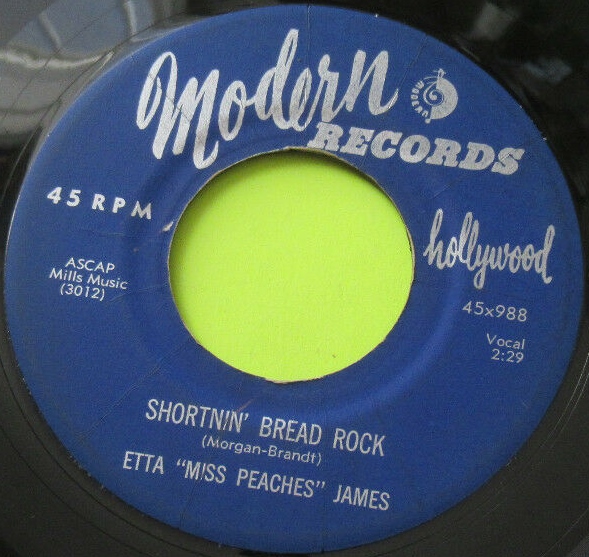 Modern
RECORDS
MODERN
45 RPM
hollywood
ASCAP
Mills Music
(3012)
45x988
Vocal
2:29
SHORTNIN' BREAD ROCK
(Morgan-Brandt)
ETTA "MISS PEACHES" JAMES